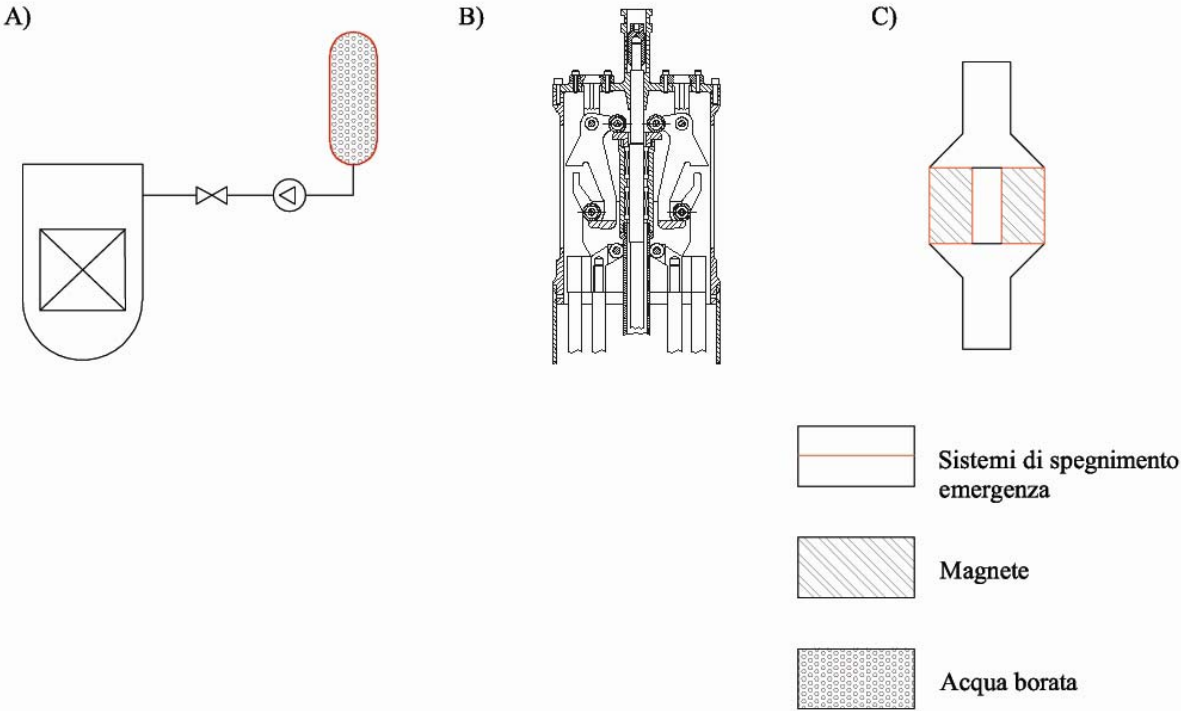 A)
B)
C)
Sistemi di spegnimento
emergenza
Magnete
Acqua borata